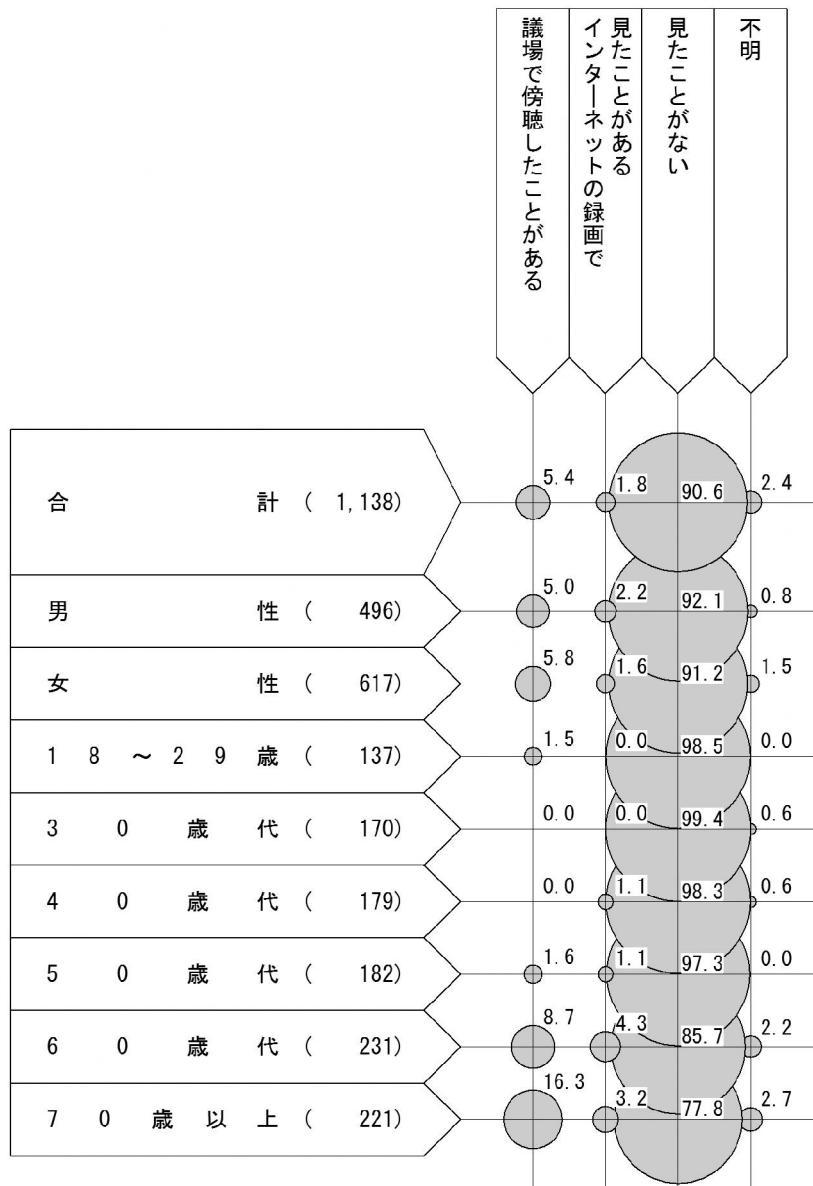 議場で傍聴したことがある
見たことがある
インターネットの録画で
見たことがない
不明
合計( 1,138) 5.4 1.8 90.6 2.4
男性( 496) 5.0 2.2 92.1 0.8
女性( 617) 5.8 1.6 91.2 1.5
18～29歳( 137) 1.5 0.0 98.5 0.0
30歳代( 170) 0.0 0.0 99.4 0.6
40歳代( 179) 0.0 1.1 98.3 0.6
50歳代( 182) 1.6 1.1 97.3 0.0
60歳代( 231) 8.7 4.3 85.7 2.2
70歳以上( 221) 16.3 3.2 77.8 2.7